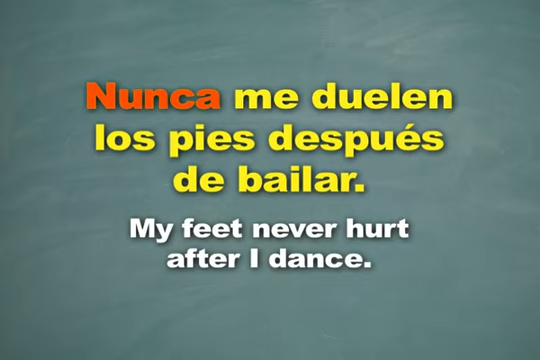 Nunca me duelen
los pies después
de bailar.
My feet never hurt
after I dance.